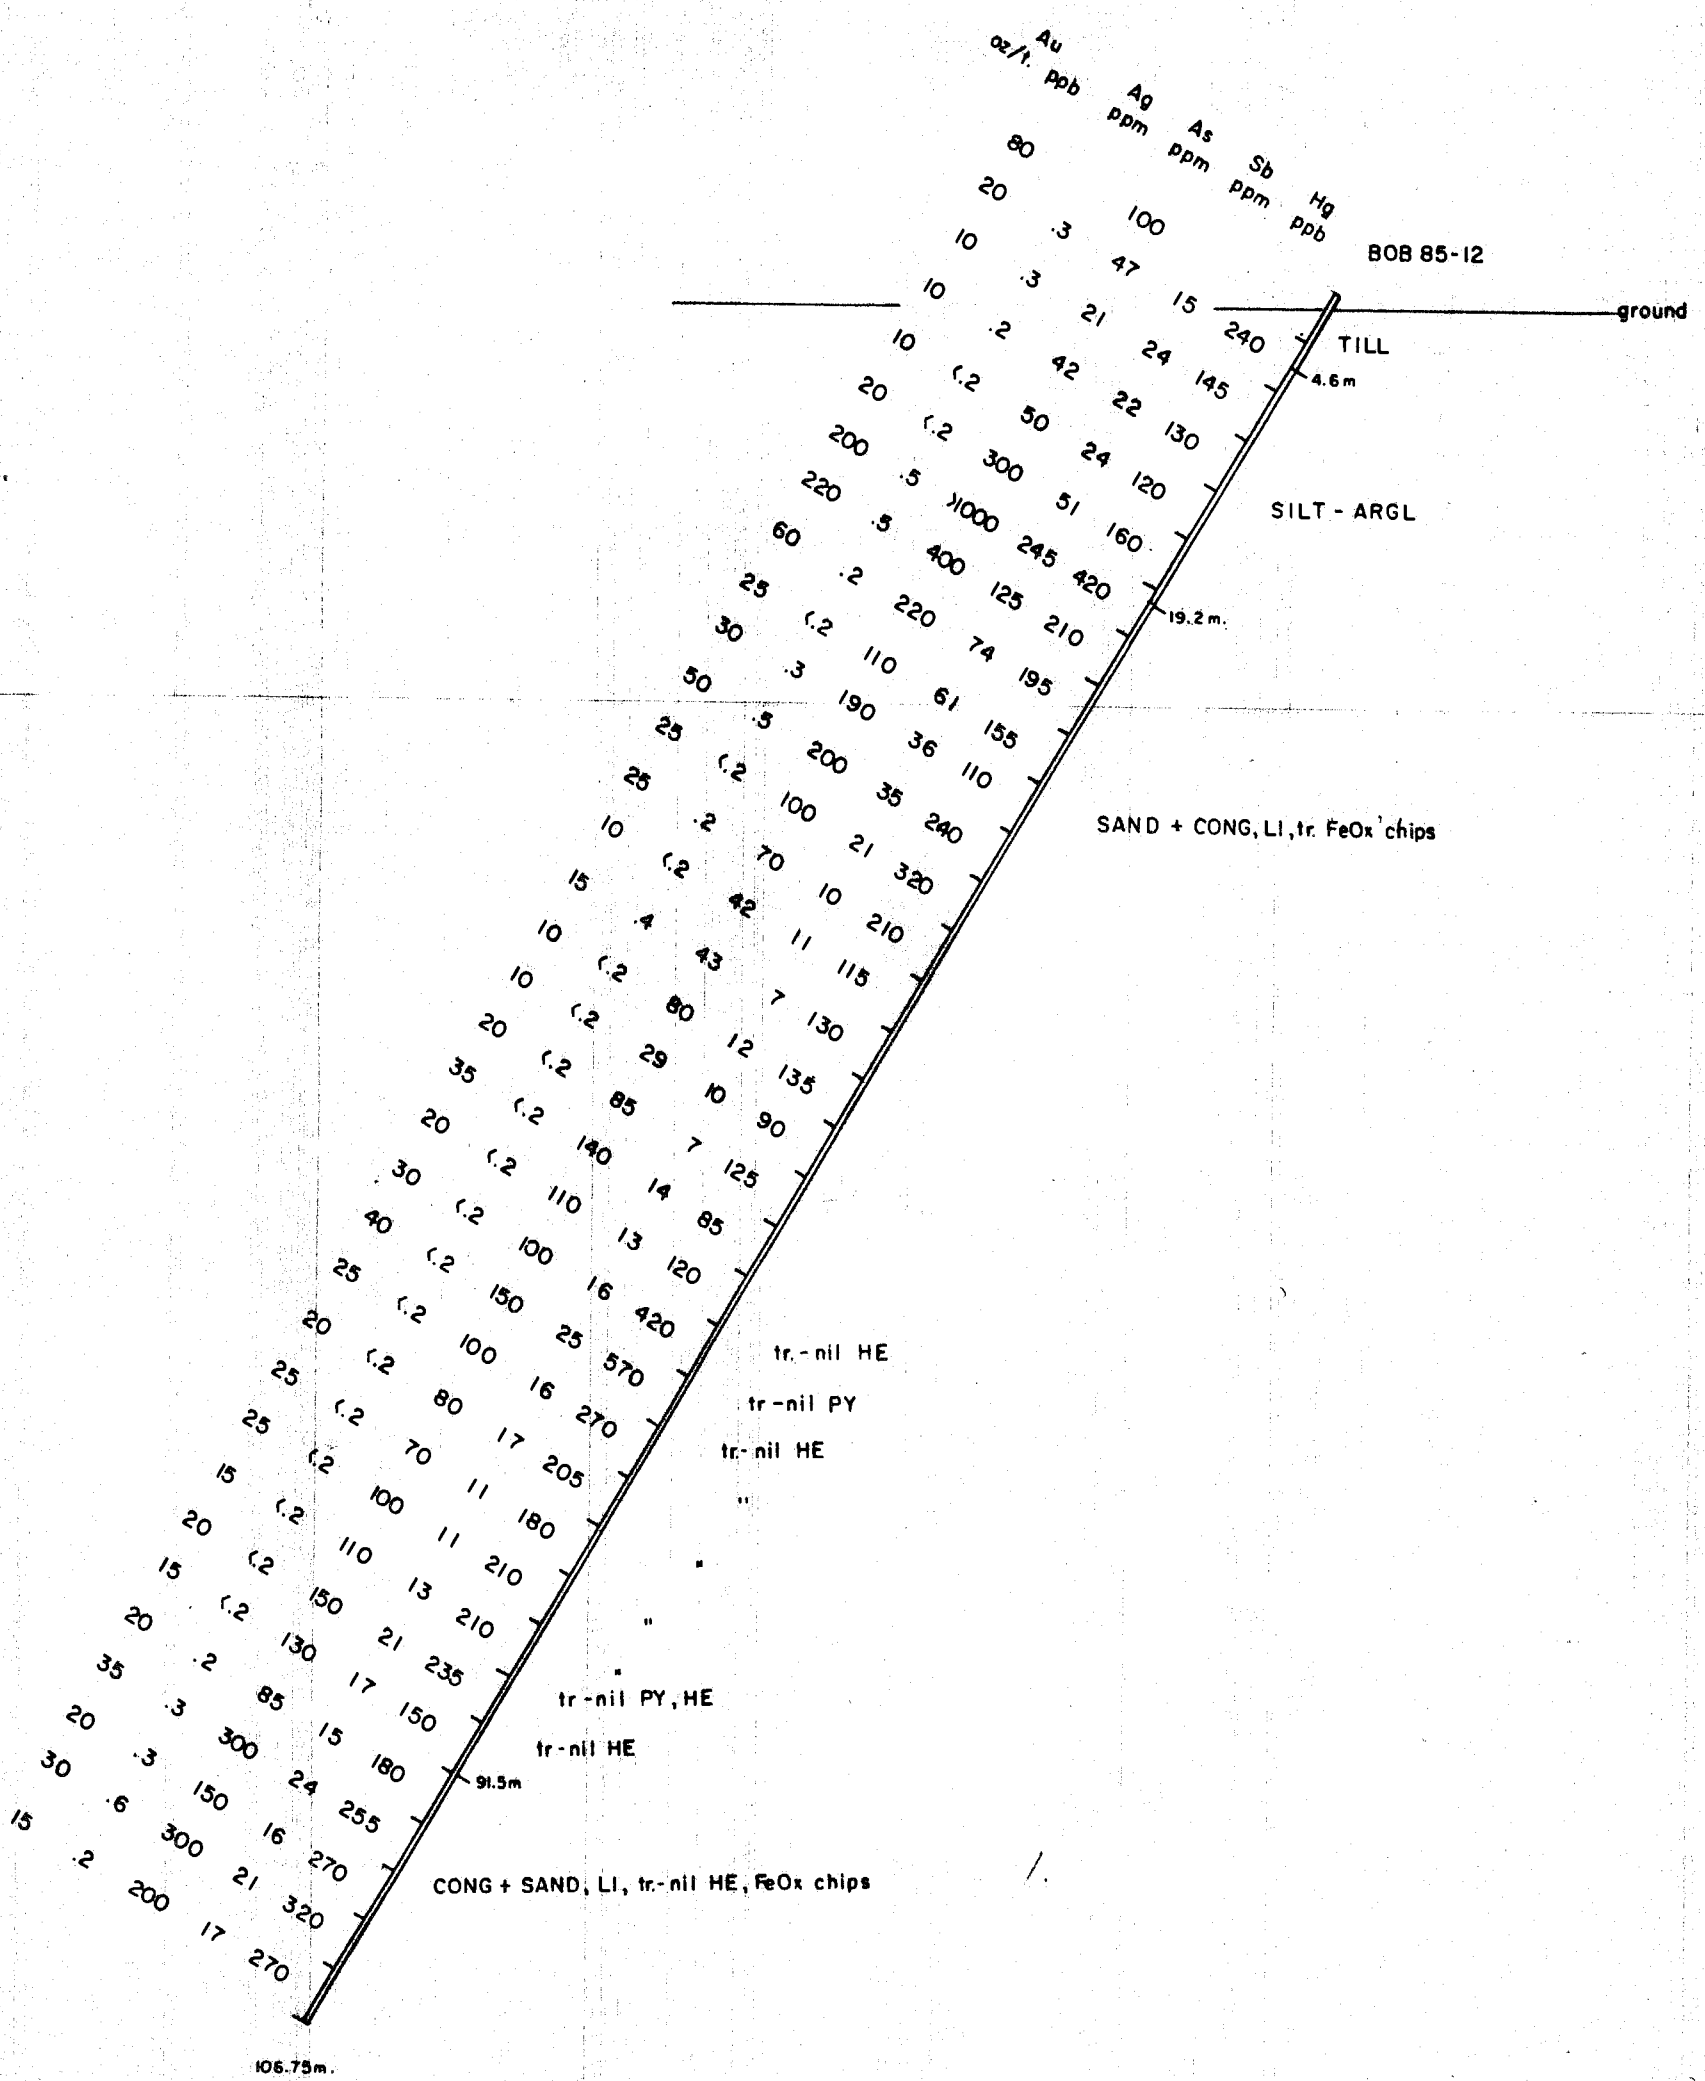 Au Ag As Sb Hg
oz/t. ppb ppm ppm ppm ppb
BOB 85-12
ground
80 100
20 .3 47 15 240
10 .3 21 24 145
10 .2 42 22 130
10 <.2 50 24 120
20 <.2 300 51 160
200 .5 >1000 245 420
220 .5 400 125 210
60 .2 220 74 195
25 <.2 110 61 155
30 .3 190 36 110
50 .5 200 35 240
25 <.2 100 21 320
25 .2 70 10 210
10 <.2 42 11 115
15 .4 43 7 130
10 <.2 80 12 135
10 <.2 29 10 90
20 <.2 85 7 125
35 <.2 140 14 85
20 <.2 110 13 120
30 <.2 100 16 420
40 <.2 150 25 570
25 <.2 100 16 270
20 <.2 80 17 205
25 <.2 70 11 180
25 <.2 100 11 210
15 <.2 110 13 210
20 <.2 150 21 235
15 <.2 130 17 150
20 .2 85 15 180
35 .3 300 24 255
20 .3 150 16 270
30 .6 300 21 320
15 .2 200 17 270
TILL
4.6m
SILT - ARGL
19.2m.
SAND + CONG, LI, tr. FeOx chips
tr.-nil HE
tr-nil PY
tr.-nil HE
"
"
"
"
tr-nil PY, HE
tr-nil HE
91.5m
CONG + SAND, LI, tr.-nil HE, FeOx chips
106.75m.